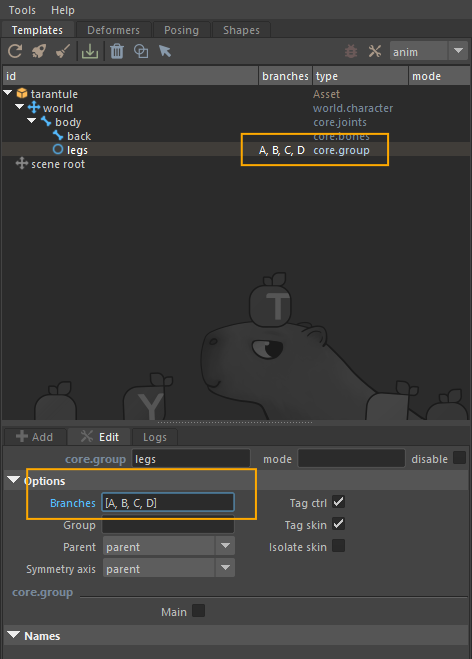 Tools Help
Templates Deformers Posing Shapes
anim
id branches type mode
tarantule Asset
world world.character
body core.joints
back core.bones
legs A, B, C, D core.group
scene root
T
Y
Add Edit Logs
core.group legs mode disable
Options
Branches [A, B, C, D] Tag ctrl
Group Tag skin
Parent parent Isolate skin
Symmetry axis parent
core.group
Main
Names